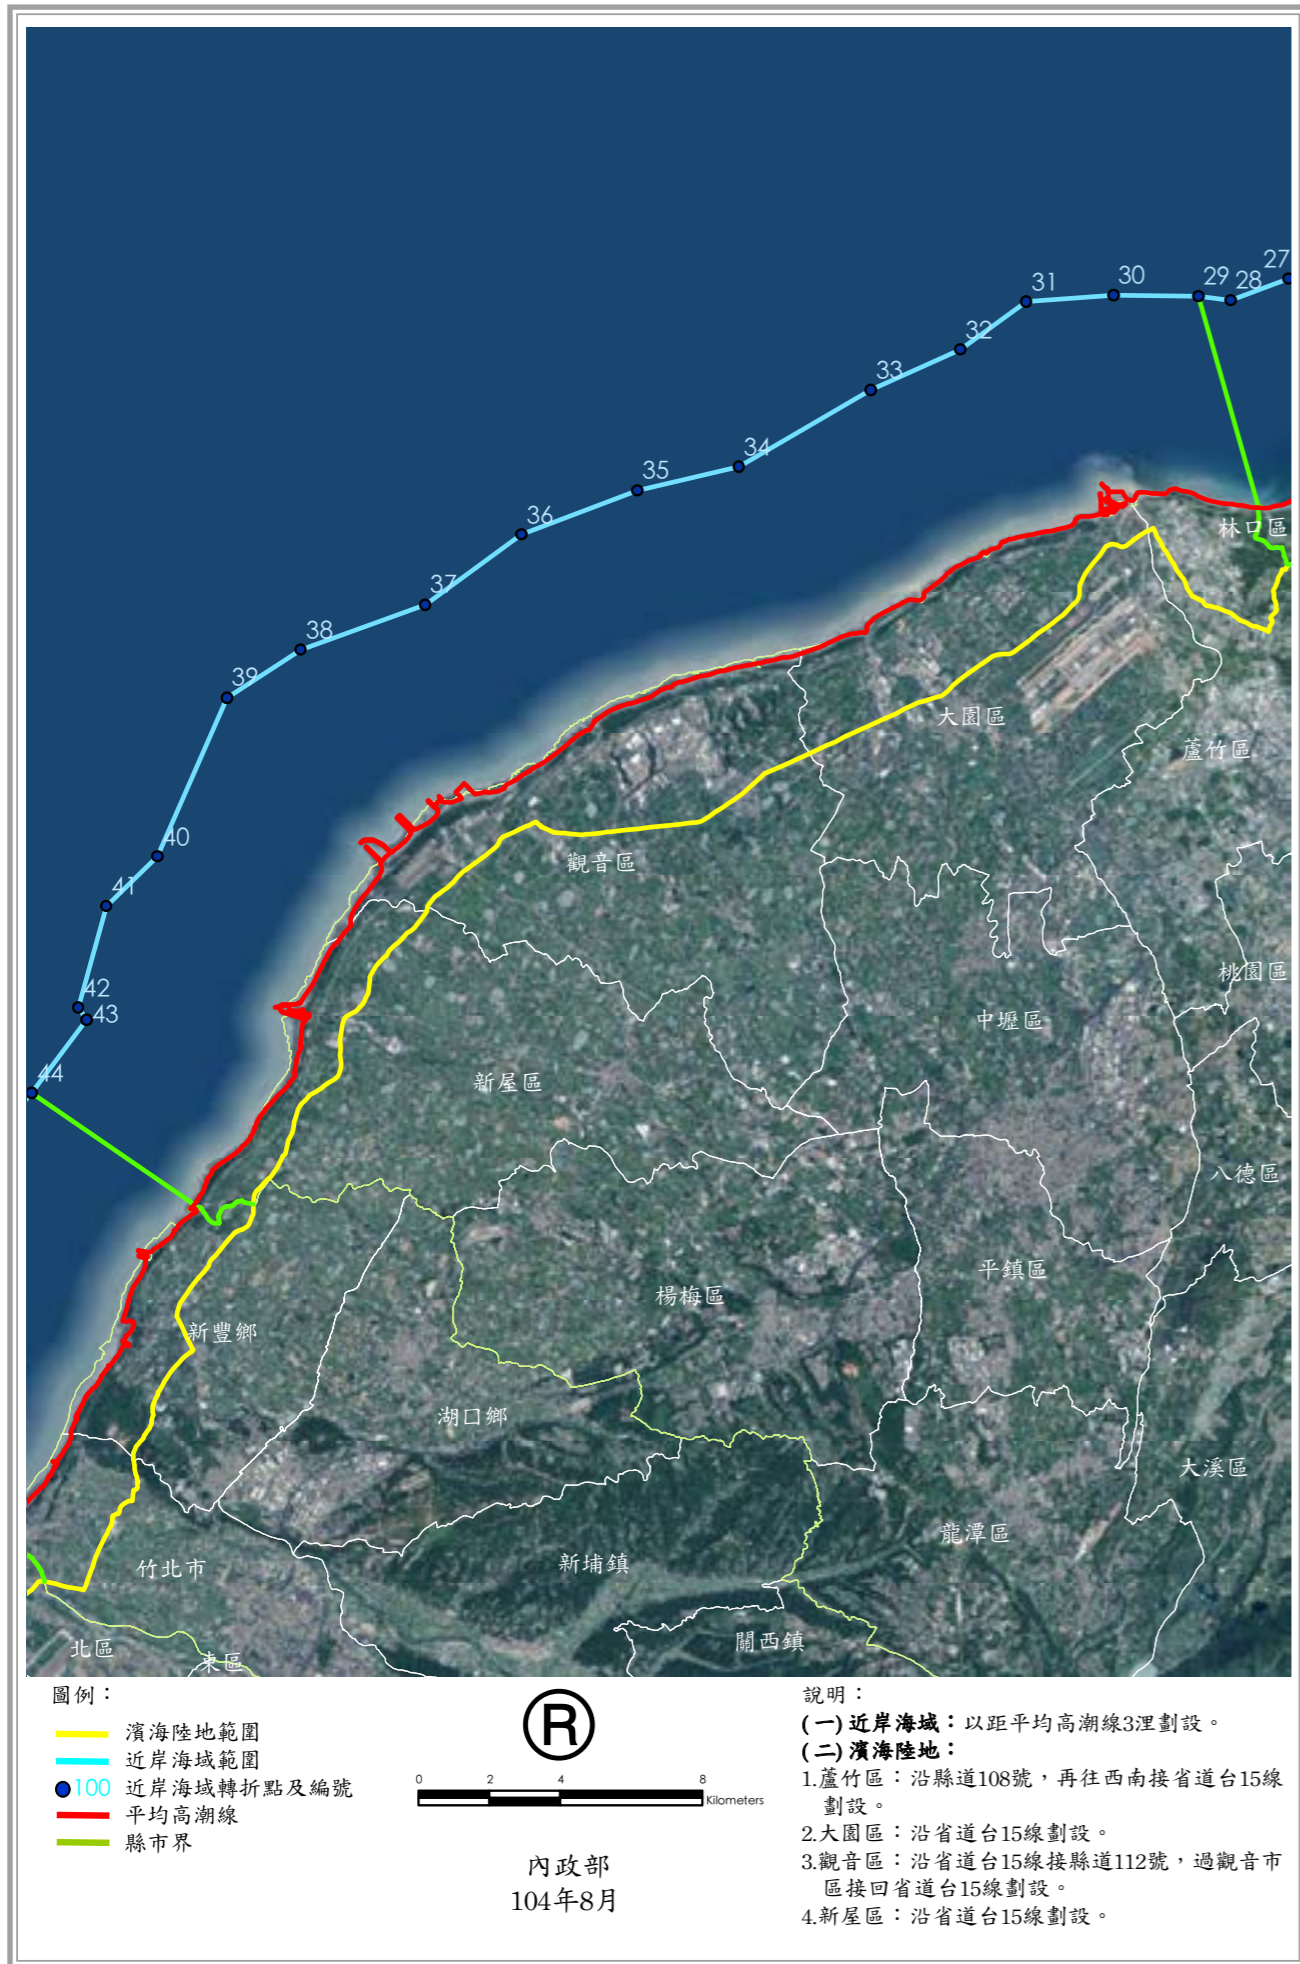 27
28
29
30
31
32
33
34
35
36
37
38
39
40
41
42
43
44
林口區
大園區
蘆竹區
觀音區
桃園區
中壢區
新屋區
八德區
平鎮區
楊梅區
新豐鄉
湖口鄉
大溪區
龍潭區
竹北市
新埔鎮
關西鎮
北區
東區
圖例：
濱海陸地範圍
近岸海域範圍
100 近岸海域轉折點及編號
平均高潮線
縣市界
R
0 2 4 8
Kilometers
內政部
104年8月
說明：
(一) 近岸海域：以距平均高潮線3浬劃設。
(二) 濱海陸地：
1.蘆竹區：沿縣道108號，再往西南接省道台15線
劃設。
2.大園區：沿省道台15線劃設。
3.觀音區：沿省道台15線接縣道112號，過觀音市
區接回省道台15線劃設。
4.新屋區：沿省道台15線劃設。